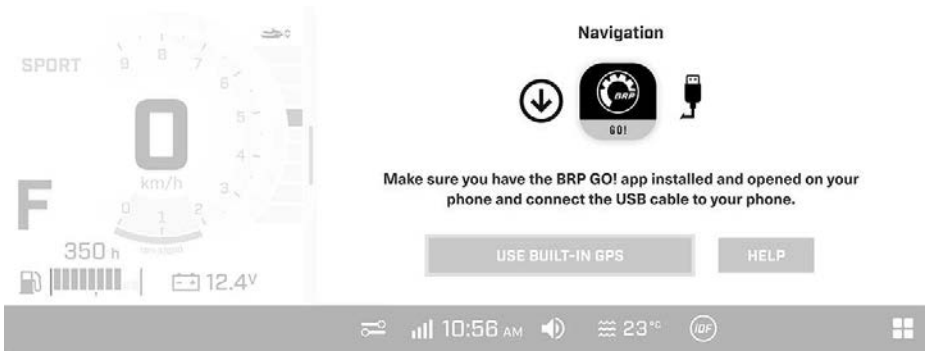 Navigation
SPORT
9 8 7
6
5
4
3
0 1 2
0
km/h
F
BRP
GO!
Make sure you have the BRP GO! app installed and opened on your
phone and connect the USB cable to your phone.
USE BUILT-IN GPS
HELP
350 h
12.4V
10:56 AM
23°C
iDF